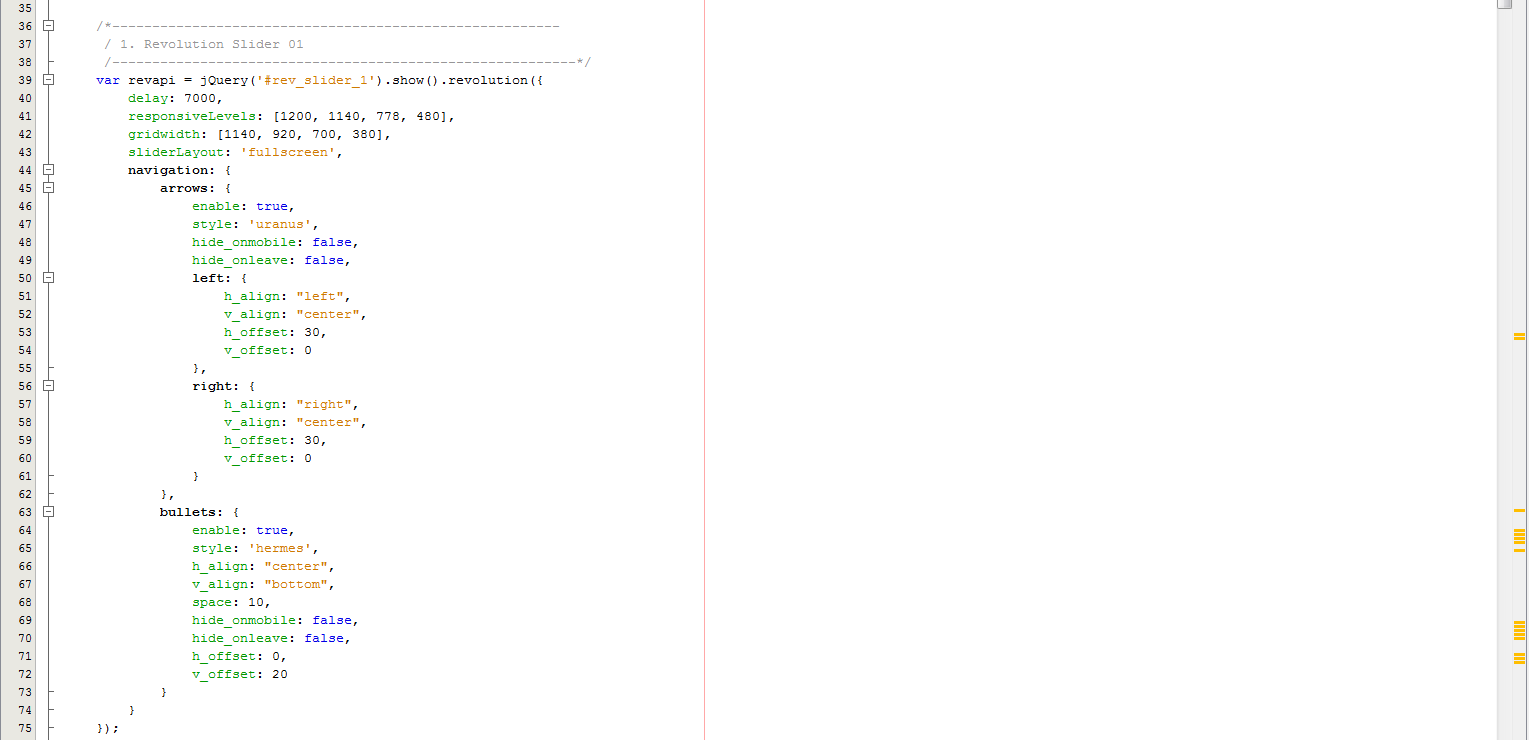 35
36 /*--------------------------------------------------------
37 / 1. Revolution Slider 01
38 /----------------------------------------------------------*/
39 var revapi = jQuery('#rev_slider_1').show().revolution({
40 delay: 7000,
41 responsiveLevels: [1200, 1140, 778, 480],
42 gridwidth: [1140, 920, 700, 380],
43 sliderLayout: 'fullscreen',
44 navigation: {
45 arrows: {
46 enable: true,
47 style: 'uranus',
48 hide_onmobile: false,
49 hide_onleave: false,
50 left: {
51 h_align: "left",
52 v_align: "center",
53 h_offset: 30,
54 v_offset: 0
55 },
56 right: {
57 h_align: "right",
58 v_align: "center",
59 h_offset: 30,
60 v_offset: 0
61 }
62 },
63 bullets: {
64 enable: true,
65 style: 'hermes',
66 h_align: "center",
67 v_align: "bottom",
68 space: 10,
69 hide_onmobile: false,
70 hide_onleave: false,
71 h_offset: 0,
72 v_offset: 20
73 }
74 }
75 });